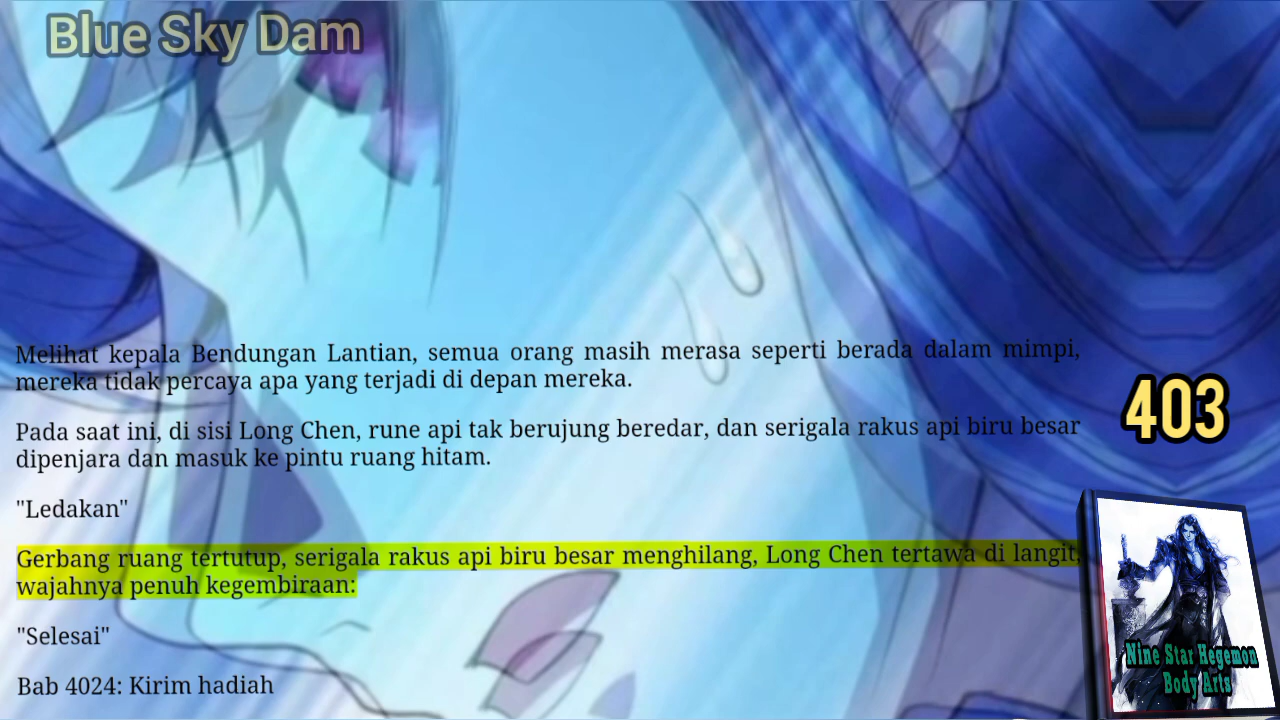 Blue Sky Dam
Melihat kepala Bendungan Lantian, semua orang masih merasa seperti berada dalam mimpi,
mereka tidak percaya apa yang terjadi di depan mereka.
Pada saat ini, di sisi Long Chen, rune api tak berujung beredar, dan serigala rakus api biru besar
dipenjara dan masuk ke pintu ruang hitam.
"Ledakan"
Gerbang ruang tertutup, serigala rakus api biru besar menghilang, Long Chen tertawa di langit,
wajahnya penuh kegembiraan:
"Selesai"
Bab 4024: Kirim hadiah
403
Nine Star Hegemon
Body Arts